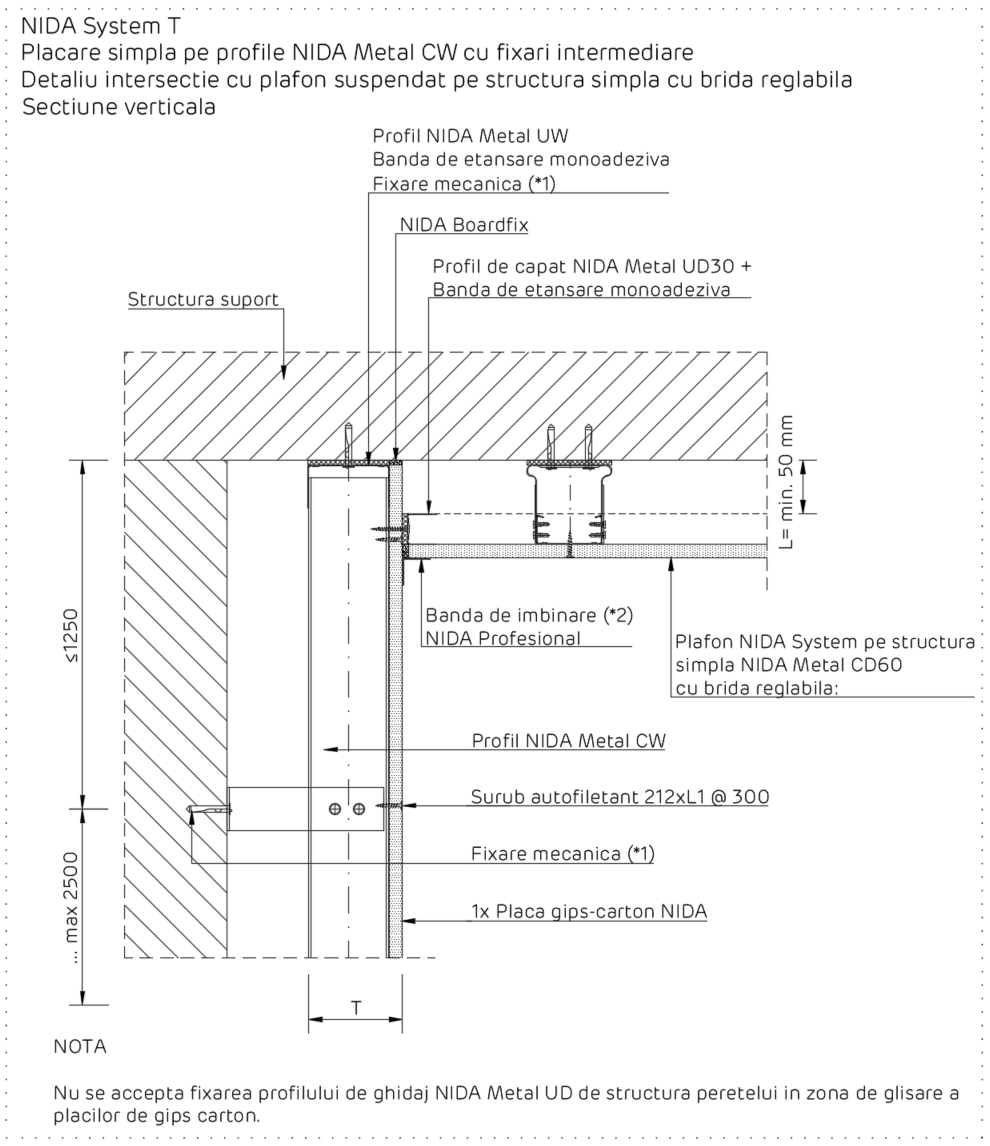 NIDA System T
Placare simpla pe profile NIDA Metal CW cu fixari intermediare
Detaliu intersectie cu plafon suspendat pe structura simpla cu brida reglabila
Sectiune verticala
Profil NIDA Metal UW
Banda de etansare monoadeziva
Fixare mecanica (*1)
NIDA Boardfix
Profil de capat NIDA Metal UD30 +
Banda de etansare monoadeziva
Structura suport
L= min. 50 mm
≤1250
Banda de imbinare (*2)
NIDA Profesional
Plafon NIDA System pe structura
simpla NIDA Metal CD60
cu brida reglabila:
Profil NIDA Metal CW
Surub autofiletant 212xL1 @ 300
Fixare mecanica (*1)
... max 2500
1x Placa gips-carton NIDA
T
NOTA
Nu se accepta fixarea profilului de ghidaj NIDA Metal UD de structura peretelui in zona de glisare a
placilor de gips carton.